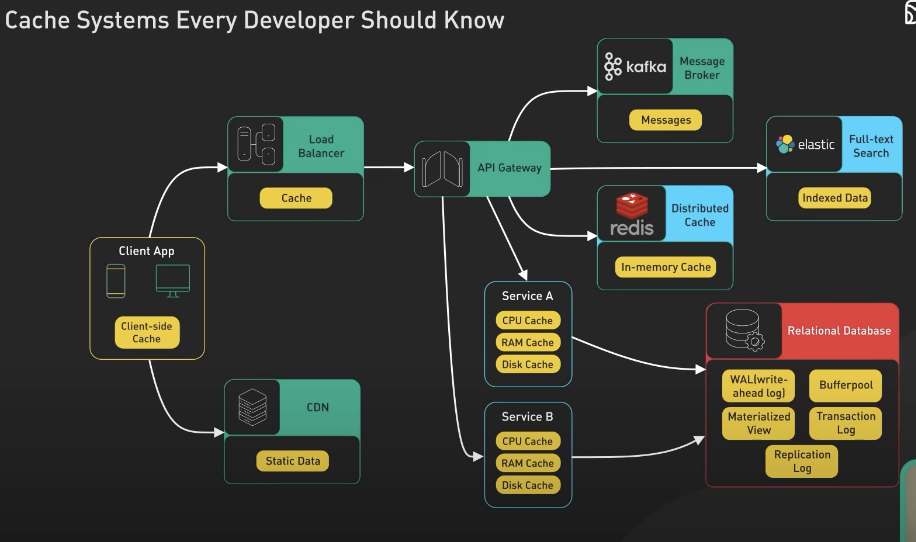 Cache Systems Every Developer Should Know
kafka
Message
Broker
Messages
Load
Balancer
Cache
API Gateway
elastic
Full-text
Search
Indexed Data
redis
Distributed
Cache
In-memory Cache
Client App
Client-side
Cache
Service A
CPU Cache
RAM Cache
Disk Cache
Relational Database
WAL(write-
ahead log)
Bufferpool
Materialized
View
Transaction
Log
Replication
Log
CDN
Static Data
Service B
CPU Cache
RAM Cache
Disk Cache